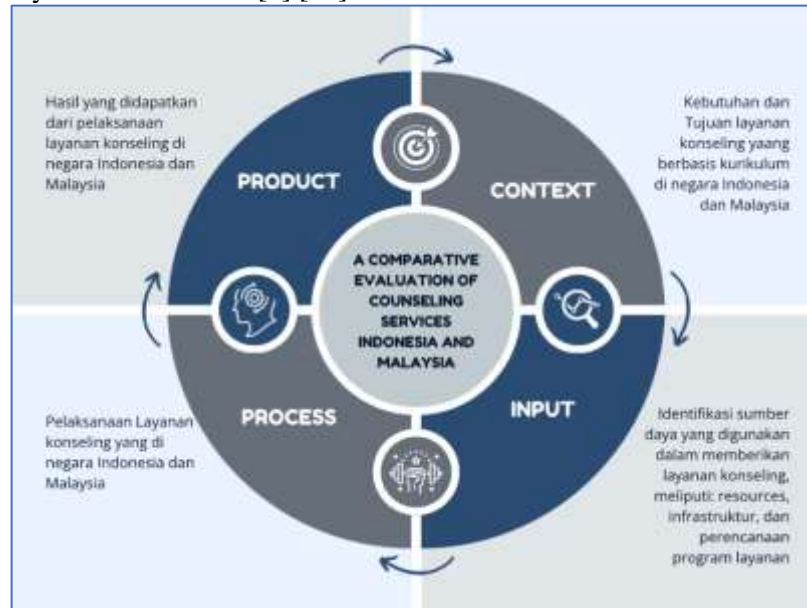 Hasil yang didapatkan
dari pelaksanaan
layanan konseling di
negara Indonesia dan
Malaysia
PRODUCT
CONTEXT
Kebutuhan dan
Tujuan layanan
konseling yaang
berbasis kurikulum
di negara Indonesia
dan Malaysia
A COMPARATIVE
EVALUATION OF
COUNSELING
SERVICES
INDONESIA AND
MALAYSIA
Pelaksanaan Layanan
konseling yang di
negara Indonesia dan
Malaysia
PROCESS
INPUT
Identifikasi sumber
daya yang digunakan
dalam memberikan
layanan konseling,
meliputi: resources,
infrastruktur, dan
perencanaan
program layanan